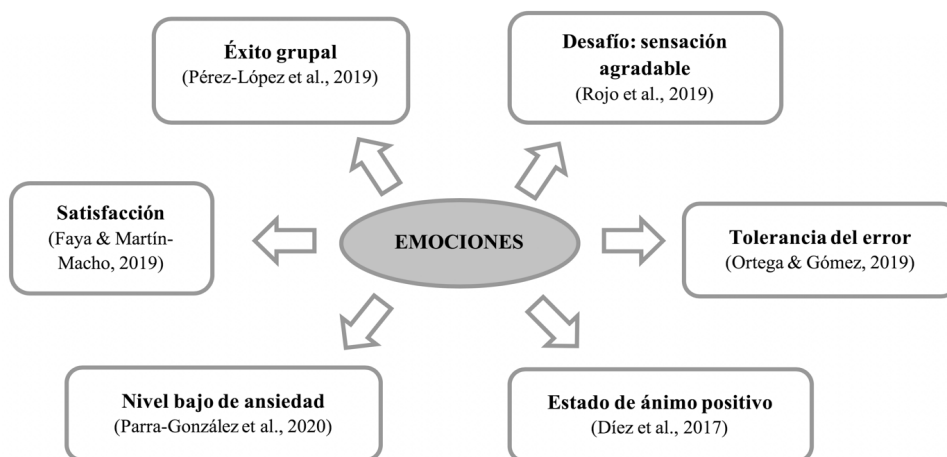 Éxito grupal
(Pérez-López et al., 2019)
Desafío: sensación
agradable
(Rojo et al., 2019)
Satisfacción
(Faya & Martín-
Macho, 2019)
EMOCIONES
Tolerancia del error
(Ortega & Gómez, 2019)
Nivel bajo de ansiedad
(Parra-González et al., 2020)
Estado de ánimo positivo
(Díez et al., 2017)